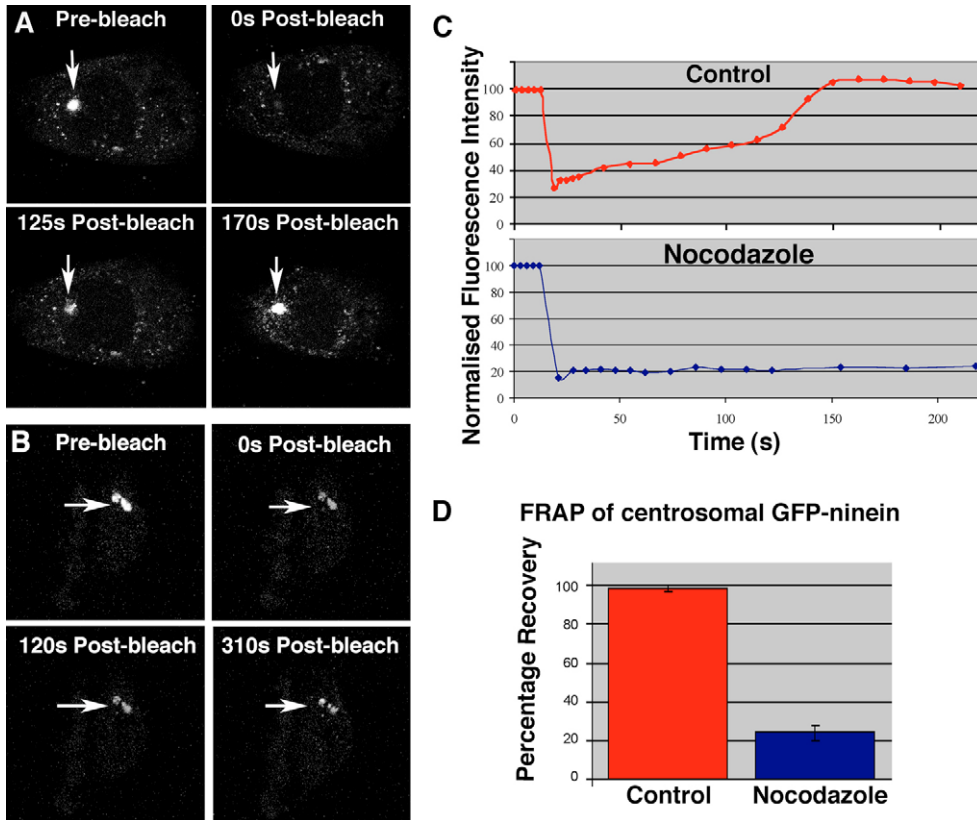 A
Pre-bleach
0s Post-bleach
125s Post-bleach
170s Post-bleach
B
Pre-bleach
0s Post-bleach
120s Post-bleach
310s Post-bleach
C
Normalised Fluorescence Intensity
Control
100
80
60
40
20
0
Nocodazole
100
80
60
40
20
0
0
50
100
150
200
Time (s)
D
FRAP of centrosomal GFP-ninein
Percentage Recovery
100
80
60
40
20
0
Control
Nocodazole